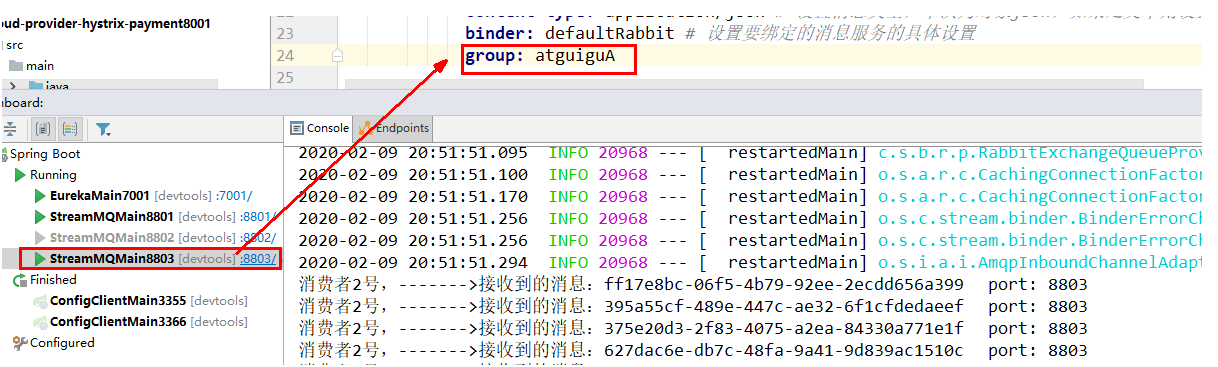 oud-provider-hystrix-payment8001
src
main
java
23 binder: defaultRabbit # 设置要绑定的消息服务的具体设置
24 group: atguiguA
25
board:
Console Endpoints
Spring Boot
Running
EurekaMain7001 [devtools] :7001/
StreamMQMain8801 [devtools] :8801/
StreamMQMain8802 [devtools] :8802/
StreamMQMain8803 [devtools] :8803/
Finished
ConfigClientMain3355 [devtools]
ConfigClientMain3366 [devtools]
Configured
2020-02-09 20:51:51.095 INFO 20968 --- [ restartedMain] c.s.b.r.p.RabbitExchangeQueueProv
2020-02-09 20:51:51.100 INFO 20968 --- [ restartedMain] o.s.a.r.c.CachingConnectionFactor
2020-02-09 20:51:51.170 INFO 20968 --- [ restartedMain] o.s.a.r.c.CachingConnectionFactor
2020-02-09 20:51:51.256 INFO 20968 --- [ restartedMain] o.s.c.stream.binder.BinderErrorCh
2020-02-09 20:51:51.256 INFO 20968 --- [ restartedMain] o.s.c.stream.binder.BinderErrorCh
2020-02-09 20:51:51.294 INFO 20968 --- [ restartedMain] o.s.i.a.i.AmqpInboundChannelAdapt
消费者2号，------->接收到的消息：ff17e8bc-06f5-4b79-92ee-2ecdd656a399 port: 8803
消费者2号，------->接收到的消息：395a55cf-489e-447c-ae32-6f1cfdedaeef port: 8803
消费者2号，------->接收到的消息：375e20d3-2f83-4075-a2ea-84330a771e1f port: 8803
消费者2号，------->接收到的消息：627dac6e-db7c-48fa-9a41-9d839ac1510c port: 8803